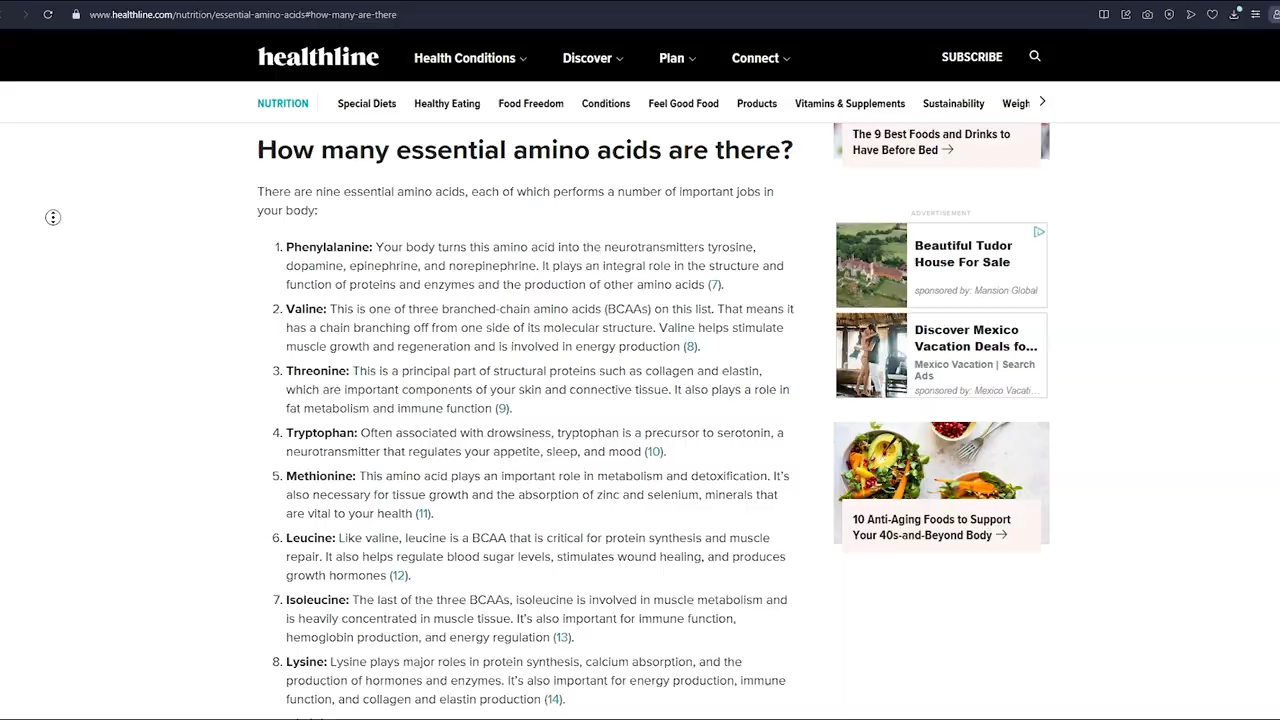 www.healthline.com/nutrition/essential-amino-acids#how-many-are-there
healthline
Health Conditions
Discover
Plan
Connect
SUBSCRIBE
NUTRITION
Special Diets
Healthy Eating
Food Freedom
Conditions
Feel Good Food
Products
Vitamins & Supplements
Sustainability
Weigh
How many essential amino acids are there?
There are nine essential amino acids, each of which performs a number of important jobs in
your body:
1. Phenylalanine: Your body turns this amino acid into the neurotransmitters tyrosine,
dopamine, epinephrine, and norepinephrine. It plays an integral role in the structure and
function of proteins and enzymes and the production of other amino acids (7).
2. Valine: This is one of three branched-chain amino acids (BCAAs) on this list. That means it
has a chain branching off from one side of its molecular structure. Valine helps stimulate
muscle growth and regeneration and is involved in energy production (8).
3. Threonine: This is a principal part of structural proteins such as collagen and elastin,
which are important components of your skin and connective tissue. It also plays a role in
fat metabolism and immune function (9).
4. Tryptophan: Often associated with drowsiness, tryptophan is a precursor to serotonin, a
neurotransmitter that regulates your appetite, sleep, and mood (10).
5. Methionine: This amino acid plays an important role in metabolism and detoxification. It's
also necessary for tissue growth and the absorption of zinc and selenium, minerals that
are vital to your health (11).
6. Leucine: Like valine, leucine is a BCAA that is critical for protein synthesis and muscle
repair. It also helps regulate blood sugar levels, stimulates wound healing, and produces
growth hormones (12).
7. Isoleucine: The last of the three BCAAs, isoleucine is involved in muscle metabolism and
is heavily concentrated in muscle tissue. It's also important for immune function,
hemoglobin production, and energy regulation (13).
8. Lysine: Lysine plays major roles in protein synthesis, calcium absorption, and the
production of hormones and enzymes. It's also important for energy production, immune
function, and collagen and elastin production (14).
The 9 Best Foods and Drinks to
Have Before Bed
ADVERTISEMENT
Beautiful Tudor
House For Sale
sponsored by: Mansion Global
Discover Mexico
Vacation Deals fo...
Mexico Vacation | Search
Ads
sponsored by: Mexico Vacati...
10 Anti-Aging Foods to Support
Your 40s-and-Beyond Body